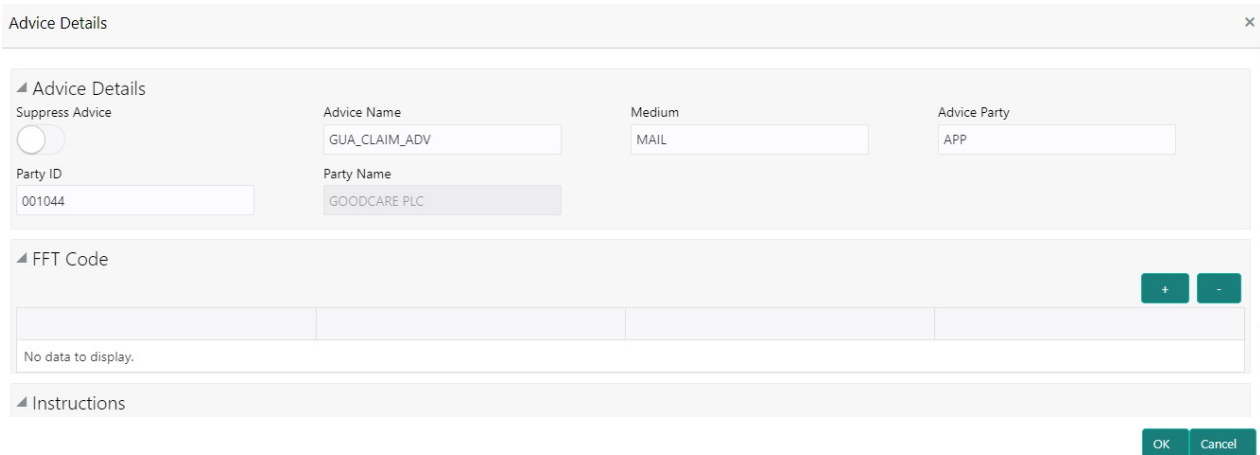 Advice Details ×
Advice Details
Suppress Advice Advice Name Medium Advice Party
GUA_CLAIM_ADV MAIL APP
Party ID Party Name
001044 GOODCARE PLC
FFT Code
+ -
No data to display.
Instructions
OK Cancel